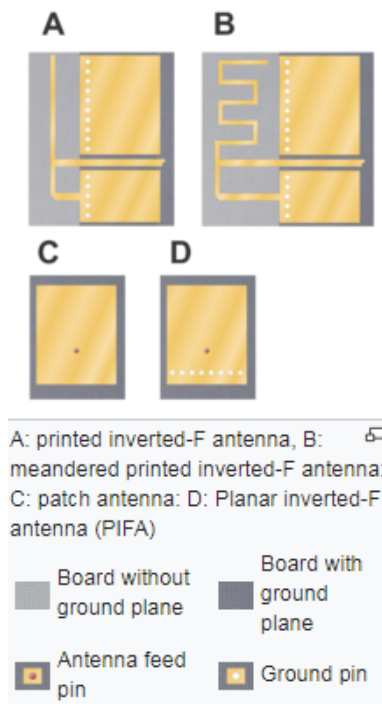 A
B
C
D
A: printed inverted-F antenna, B:
meandered printed inverted-F antenna:
C: patch antenna: D: Planar inverted-F
antenna (PIFA)
Board without
ground plane
Board with
ground
plane
Antenna feed
pin
Ground pin